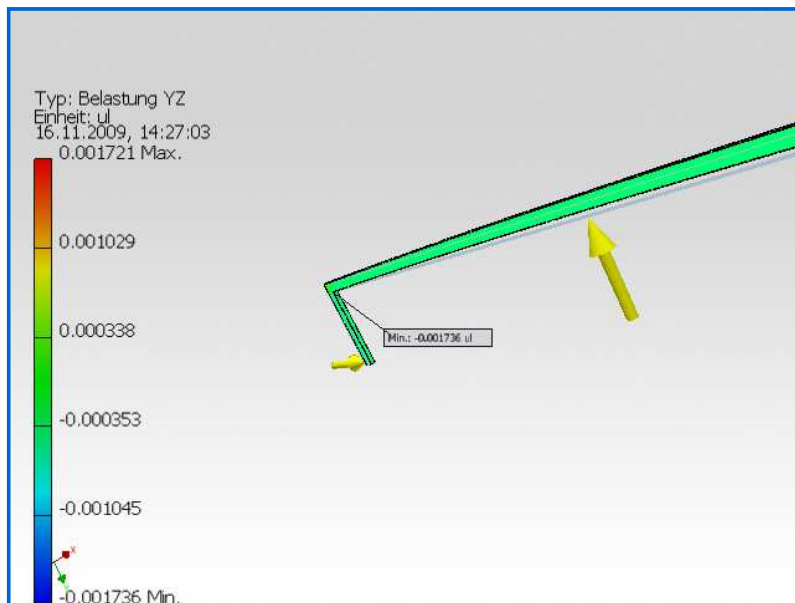 Typ: Belastung YZ
Einheit: ul
16.11.2009, 14:27:03
0.001721 Max.
0.001029
0.000338
Min.: -0.001736 ul
-0.000353
-0.001045
x
-0.001736 Min.